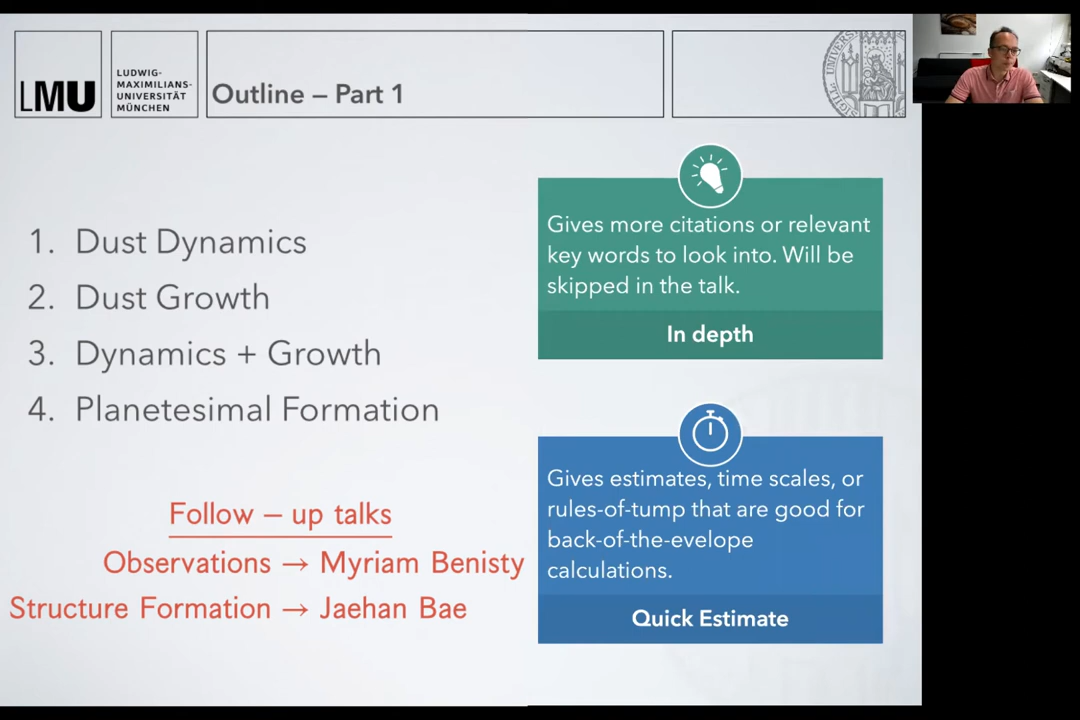 LMU
LUDWIG-
MAXIMILIANS-
UNIVERSITÄT
MÜNCHEN
Outline – Part 1
1. Dust Dynamics
2. Dust Growth
3. Dynamics + Growth
4. Planetesimal Formation
Follow – up talks
Observations → Myriam Benisty
Structure Formation → Jaehan Bae
Gives more citations or relevant
key words to look into. Will be
skipped in the talk.
In depth
Gives estimates, time scales, or
rules-of-tump that are good for
back-of-the-evelope
calculations.
Quick Estimate